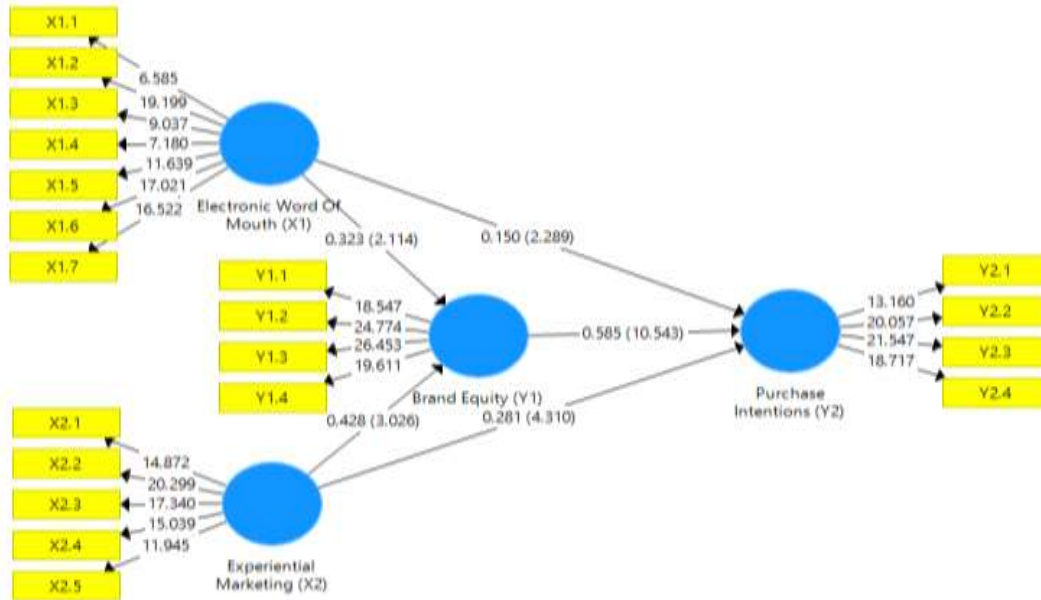 X1.1
X1.2
X1.3
X1.4
X1.5
X1.6
X1.7
6.585
19.199
9.037
7.180
11.639
17.021
16.522
Electronic Word Of
Mouth (X1)
0.323 (2.114)
0.150 (2.289)
Y1.1
Y1.2
Y1.3
Y1.4
18.547
24.774
26.453
19.611
Brand Equity (Y1)
0.585 (10.543)
0.428 (3.026)
0.281 (4.310)
Purchase
Intentions (Y2)
13.160
20.057
21.547
18.717
Y2.1
Y2.2
Y2.3
Y2.4
X2.1
X2.2
X2.3
X2.4
X2.5
14.872
20.299
17.340
15.039
11.945
Experiential
Marketing (X2)